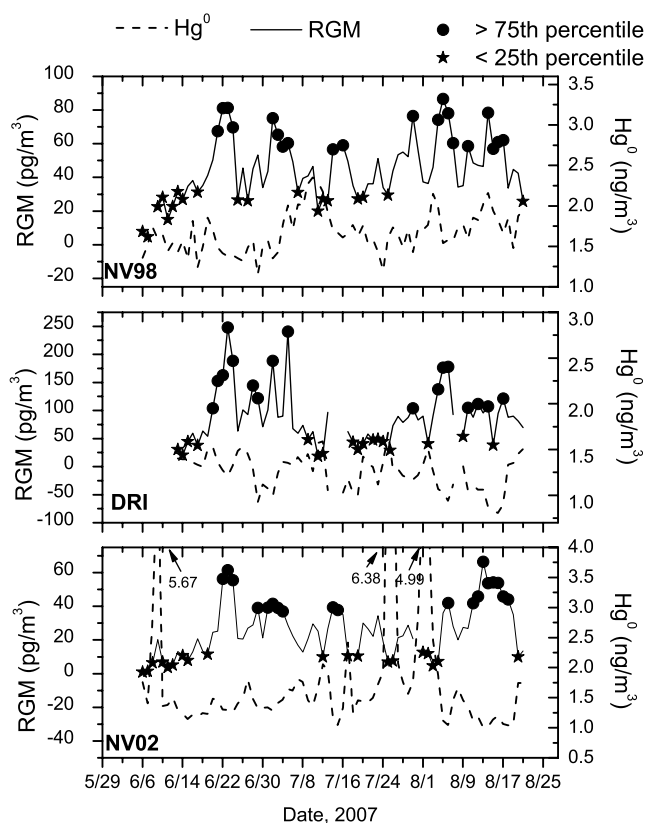 Hg⁰ RGM > 75th percentile
< 25th percentile
100
80
60
40
20
0
-20
RGM (pg/m³)
3.5
3.0
2.5
2.0
1.5
1.0
Hg⁰ (ng/m³)
NV98
250
200
150
100
50
0
-50
-100
RGM (pg/m³)
3.0
2.5
2.0
1.5
1.0
Hg⁰ (ng/m³)
DRI
60
40
20
0
-20
-40
RGM (pg/m³)
4.0
3.5
3.0
2.5
2.0
1.5
1.0
0.5
Hg⁰ (ng/m³)
5.67 6.38 4.99
NV02
5/29 6/6 6/14 6/22 6/30 7/8 7/16 7/24 8/1 8/9 8/17 8/25
Date, 2007